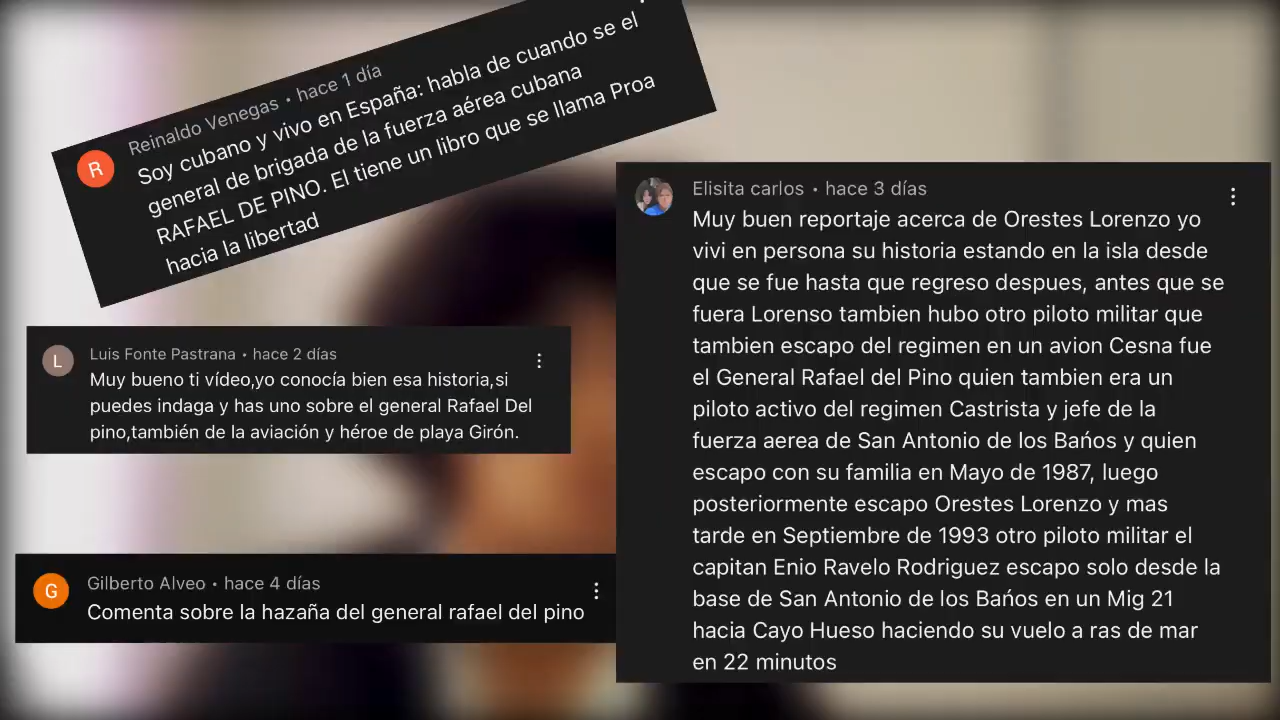 Reinaldo Venegas • hace 1 día
R
Soy cubano y vivo en España: habla de cuando se el
general de brigada de la fuerza aérea cubana
RAFAEL DE PINO. El tiene un libro que se llama Proa
hacia la libertad
Luis Fonte Pastrana • hace 2 días
L
Muy bueno ti vídeo,yo conocía bien esa historia,si
puedes indaga y has uno sobre el general Rafael Del
pino,también de la aviación y héroe de playa Girón.
Gilberto Alveo • hace 4 días
G
Comenta sobre la hazaña del general rafael del pino
Elisita carlos • hace 3 días
Muy buen reportaje acerca de Orestes Lorenzo yo
vivi en persona su historia estando en la isla desde
que se fue hasta que regreso despues, antes que se
fuera Lorenso tambien hubo otro piloto militar que
tambien escapo del regimen en un avion Cesna fue
el General Rafael del Pino quien tambien era un
piloto activo del regimen Castrista y jefe de la
fuerza aerea de San Antonio de los Bańos y quien
escapo con su familia en Mayo de 1987, luego
posteriormente escapo Orestes Lorenzo y mas
tarde en Septiembre de 1993 otro piloto militar el
capitan Enio Ravelo Rodriguez escapo solo desde la
base de San Antonio de los Bańos en un Mig 21
hacia Cayo Hueso haciendo su vuelo a ras de mar
en 22 minutos